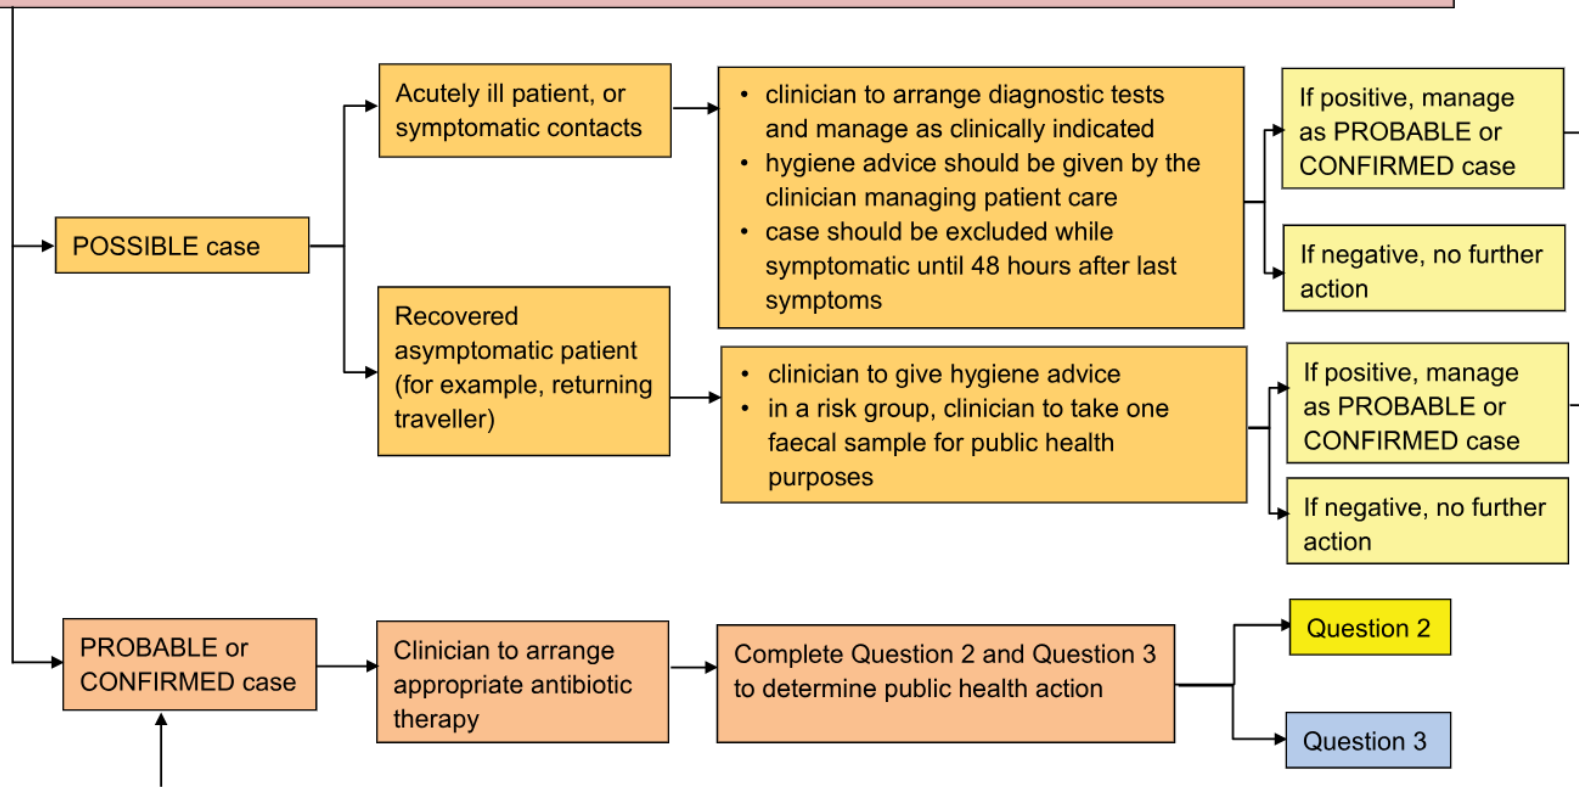 Acutely ill patient, or
symptomatic contacts
• clinician to arrange diagnostic tests
and manage as clinically indicated
• hygiene advice should be given by the
clinician managing patient care
• case should be excluded while
symptomatic until 48 hours after last
symptoms
If positive, manage
as PROBABLE or
CONFIRMED case
If negative, no further
action
POSSIBLE case
Recovered
asymptomatic patient
(for example, returning
traveller)
• clinician to give hygiene advice
• in a risk group, clinician to take one
faecal sample for public health
purposes
If positive, manage
as PROBABLE or
CONFIRMED case
If negative, no further
action
PROBABLE or
CONFIRMED case
Clinician to arrange
appropriate antibiotic
therapy
Complete Question 2 and Question 3
to determine public health action
Question 2
Question 3